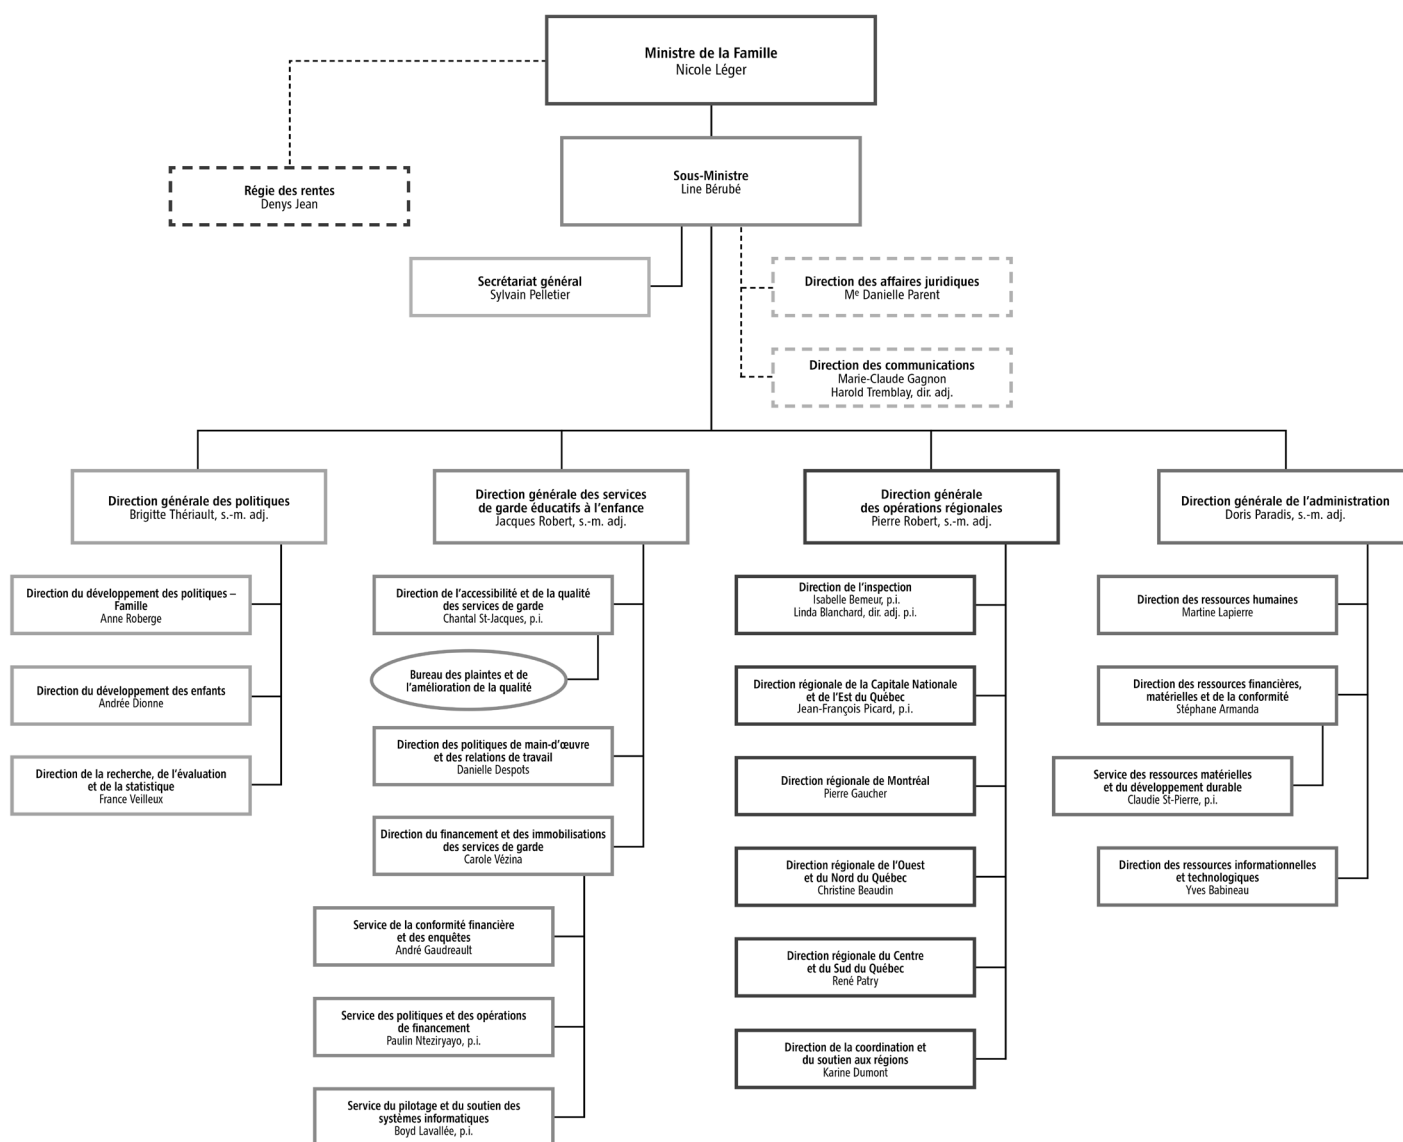 Ministre de la Famille
Nicole Léger
Régie des rentes
Denys Jean
Sous-Ministre
Line Bérubé
Secrétariat général
Sylvain Pelletier
Direction des affaires juridiques
Me Danielle Parent
Direction des communications
Marie-Claude Gagnon
Harold Tremblay, dir. adj.
Direction générale des politiques
Brigitte Thériault, s.-m. adj.
Direction du développement des politiques –
Famille
Anne Roberge
Direction du développement des enfants
Andrée Dionne
Direction de la recherche, de l'évaluation
et de la statistique
France Veilleux
Direction générale des services
de garde éducatifs à l'enfance
Jacques Robert, s.-m. adj.
Direction de l'accessibilité et de la qualité
des services de garde
Chantal St-Jacques, p.i.
Bureau des plaintes et de
l'amélioration de la qualité
Direction des politiques de main-d'œuvre
et des relations de travail
Danielle Despots
Direction du financement et des immobilisations
des services de garde
Carole Vézina
Service de la conformité financière
et des enquêtes
André Gaudreault
Service des politiques et des opérations
de financement
Paulin Nteziryayo, p.i.
Service du pilotage et du soutien des
systèmes informatiques
Boyd Lavallée, p.i.
Direction générale
des opérations régionales
Pierre Robert, s.-m. adj.
Direction de l'inspection
Isabelle Bemeur, p.i.
Linda Blanchard, dir. adj. p.i.
Direction régionale de la Capitale Nationale
et de l'Est du Québec
Jean-François Picard, p.i.
Direction régionale de Montréal
Pierre Gaucher
Direction régionale de l'Ouest
et du Nord du Québec
Christine Beaudin
Direction régionale du Centre
et du Sud du Québec
René Patry
Direction de la coordination et
du soutien aux régions
Karine Dumont
Direction générale de l'administration
Doris Paradis, s.-m. adj.
Direction des ressources humaines
Martine Lapierre
Direction des ressources financières,
matérielles et de la conformité
Stéphane Armanda
Service des ressources matérielles
et du développement durable
Claudie St-Pierre, p.i.
Direction des ressources informationnelles
et technologiques
Yves Babineau